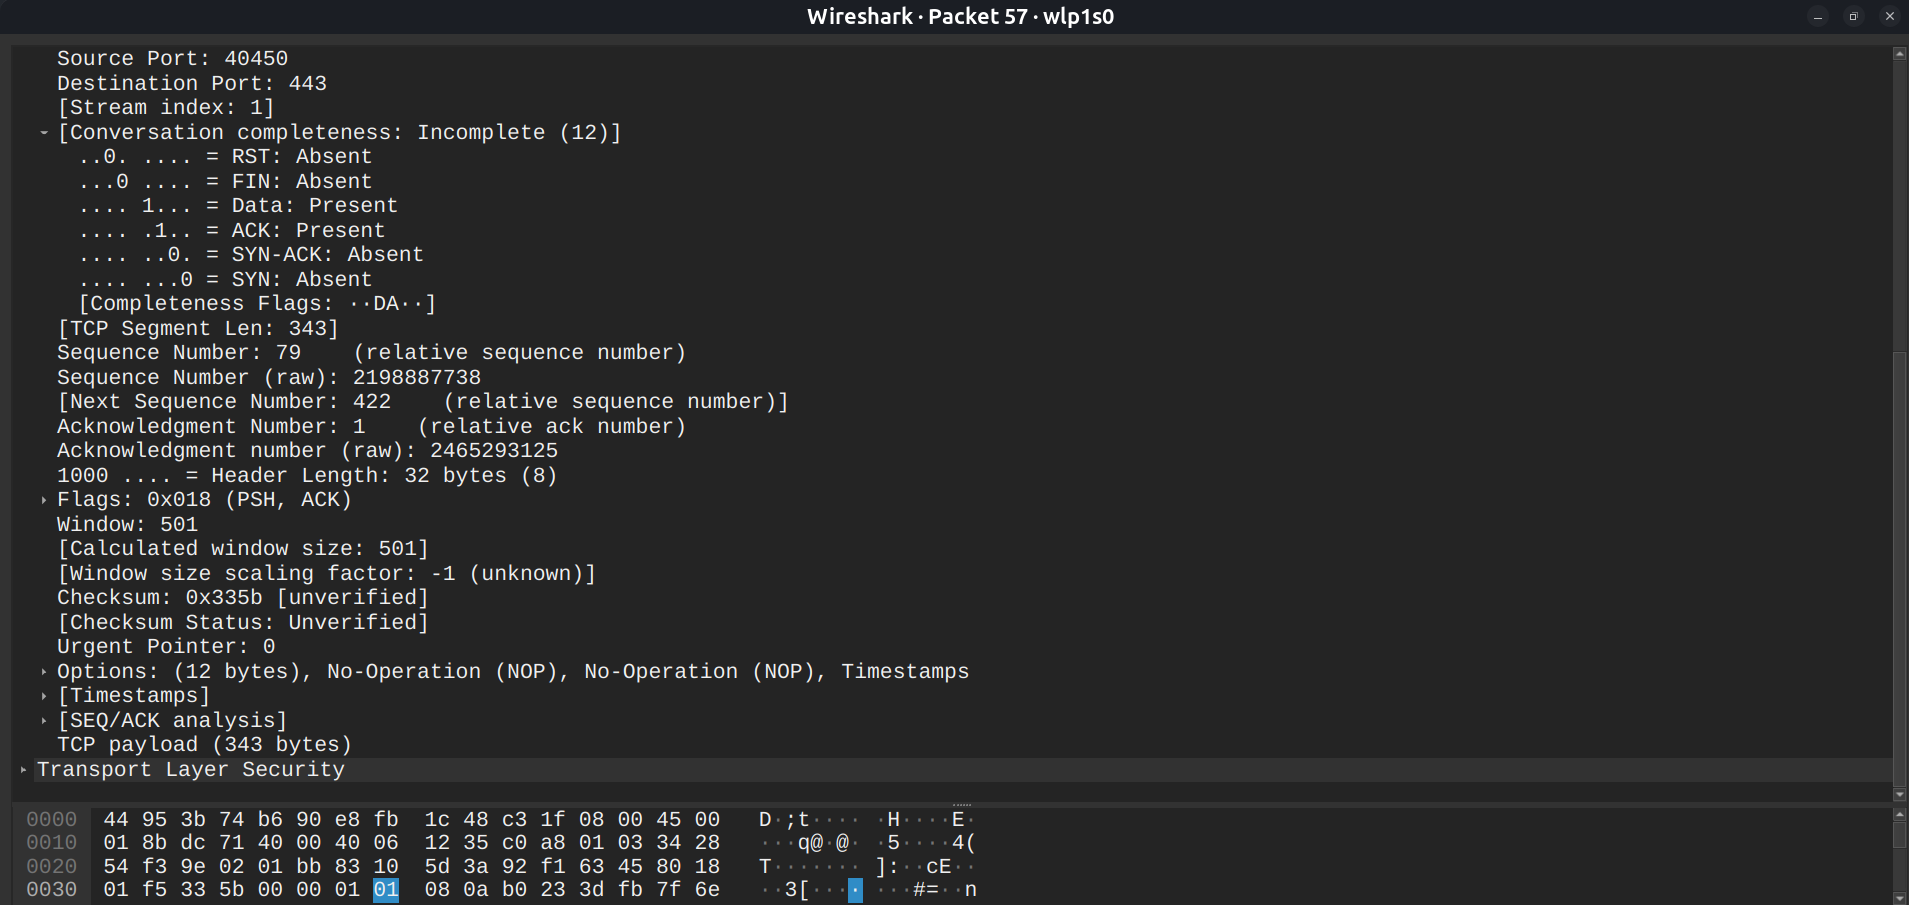 Wireshark · Packet 57 · wlp1s0
Source Port: 40450
Destination Port: 443
[Stream index: 1]
[Conversation completeness: Incomplete (12)]
..0. .... = RST: Absent
...0 .... = FIN: Absent
.... 1... = Data: Present
.... .1.. = ACK: Present
.... ..0. = SYN-ACK: Absent
.... ...0 = SYN: Absent
[Completeness Flags: ··DA··]
[TCP Segment Len: 343]
Sequence Number: 79    (relative sequence number)
Sequence Number (raw): 2198887738
[Next Sequence Number: 422    (relative sequence number)]
Acknowledgment Number: 1    (relative ack number)
Acknowledgment number (raw): 2465293125
1000 .... = Header Length: 32 bytes (8)
Flags: 0x018 (PSH, ACK)
Window: 501
[Calculated window size: 501]
[Window size scaling factor: -1 (unknown)]
Checksum: 0x335b [unverified]
[Checksum Status: Unverified]
Urgent Pointer: 0
Options: (12 bytes), No-Operation (NOP), No-Operation (NOP), Timestamps
[Timestamps]
[SEQ/ACK analysis]
TCP payload (343 bytes)
Transport Layer Security
0000  44 95 3b 74 b6 90 e8 fb  1c 48 c3 1f 08 00 45 00  D·;t···· ·H····E·
0010  01 8b dc 71 40 00 40 06  12 35 c0 a8 01 03 34 28  ···q@·@· ·5····4(
0020  54 f3 9e 02 01 bb 83 10  5d 3a 92 f1 63 45 80 18  T······· ]:··cE··
0030  01 f5 33 5b 00 00 01 01  08 0a b0 23 3d fb 7f 6e  ··3[···· ···#=··n